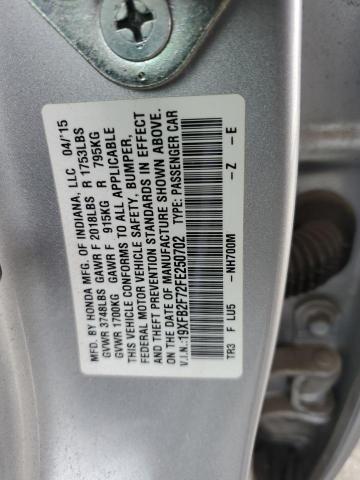 MFD. BY HONDA MFG. OF INDIANA, LLC 04/'15
GVWR 3748LBS GAWR F 2018LBS R 1753LBS
GVWR 1700KG GAWR F 915KG R 795KG
THIS VEHICLE CONFORMS TO ALL APPLICABLE
FEDERAL MOTOR VEHICLE SAFETY, BUMPER,
AND THEFT PREVENTION STANDARDS IN EFFECT
ON THE DATE OF MANUFACTURE SHOWN ABOVE.
V.I.N.:19XFB2F72FE250702 TYPE: PASSENGER CAR
TR3 F LU5 -NH700M -Z -E